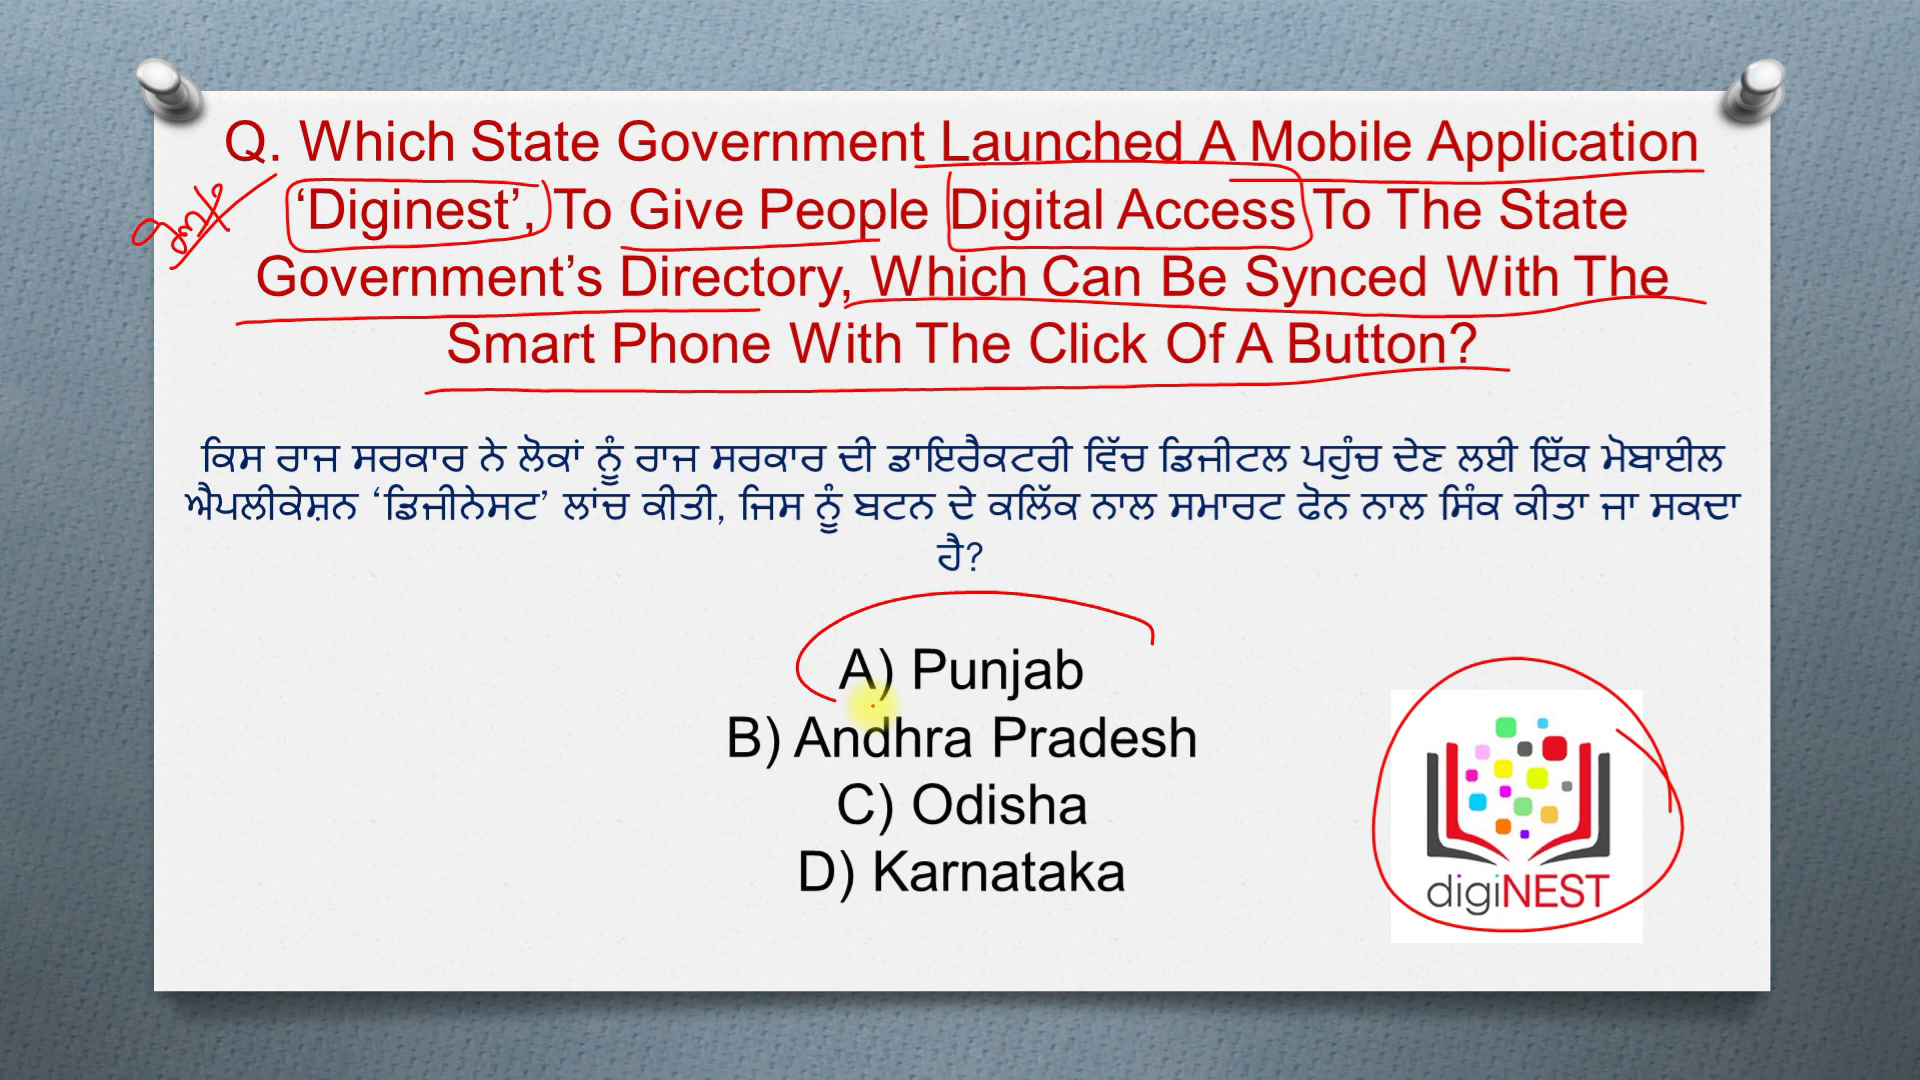 Q. Which State Government Launched A Mobile Application
‘Diginest’, To Give People Digital Access To The State
Government’s Directory, Which Can Be Synced With The
Smart Phone With The Click Of A Button?
ਕਿਸ ਰਾਜ ਸਰਕਾਰ ਨੇ ਲੋਕਾਂ ਨੂੰ ਰਾਜ ਸਰਕਾਰ ਦੀ ਡਾਇਰੈਕਟਰੀ ਵਿੱਚ ਡਿਜੀਟਲ ਪਹੁੰਚ ਦੇਣ ਲਈ ਇੱਕ ਮੋਬਾਈਲ
ਐਪਲੀਕੇਸ਼ਨ ‘ਡਿਜੀਨੇਸਟ’ ਲਾਂਚ ਕੀਤੀ, ਜਿਸ ਨੂੰ ਬਟਨ ਦੇ ਕਲਿੱਕ ਨਾਲ ਸਮਾਰਟ ਫੋਨ ਨਾਲ ਸਿੰਕ ਕੀਤਾ ਜਾ ਸਕਦਾ
ਹੈ?
A) Punjab
B) Andhra Pradesh
C) Odisha
D) Karnataka
digiNEST